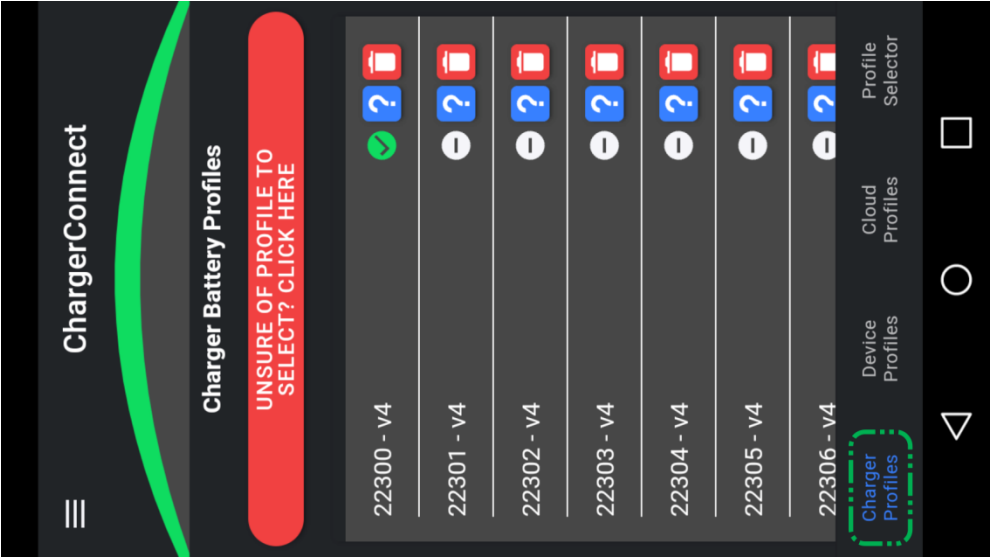 ChargerConnect
Charger Battery Profiles
UNSURE OF PROFILE TO
SELECT? CLICK HERE
22300 - v4
22301 - v4
22302 - v4
22303 - v4
22304 - v4
22305 - v4
22306 - v4
Charger
Profiles
Device
Profiles
Cloud
Profiles
Profile
Selector